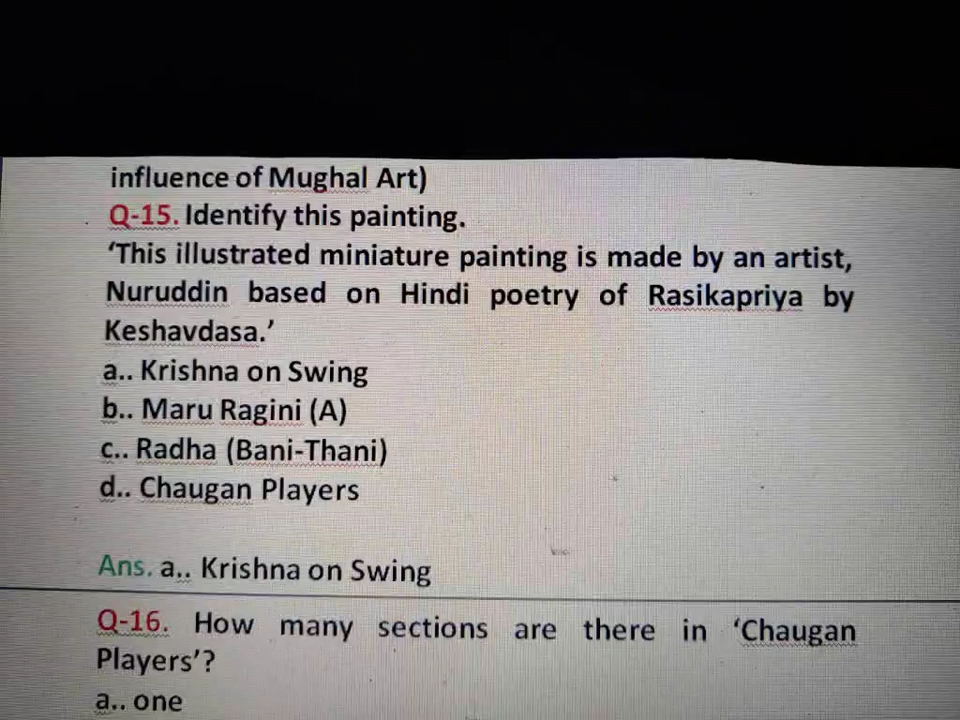 influence of Mughal Art)
Q-15. Identify this painting.
‘This illustrated miniature painting is made by an artist,
Nuruddin based on Hindi poetry of Rasikapriya by
Keshavdasa.’
a.. Krishna on Swing
b.. Maru Ragini (A)
c.. Radha (Bani-Thani)
d.. Chaugan Players
Ans. a.. Krishna on Swing
Q-16. How many sections are there in ‘Chaugan
Players’?
a.. one